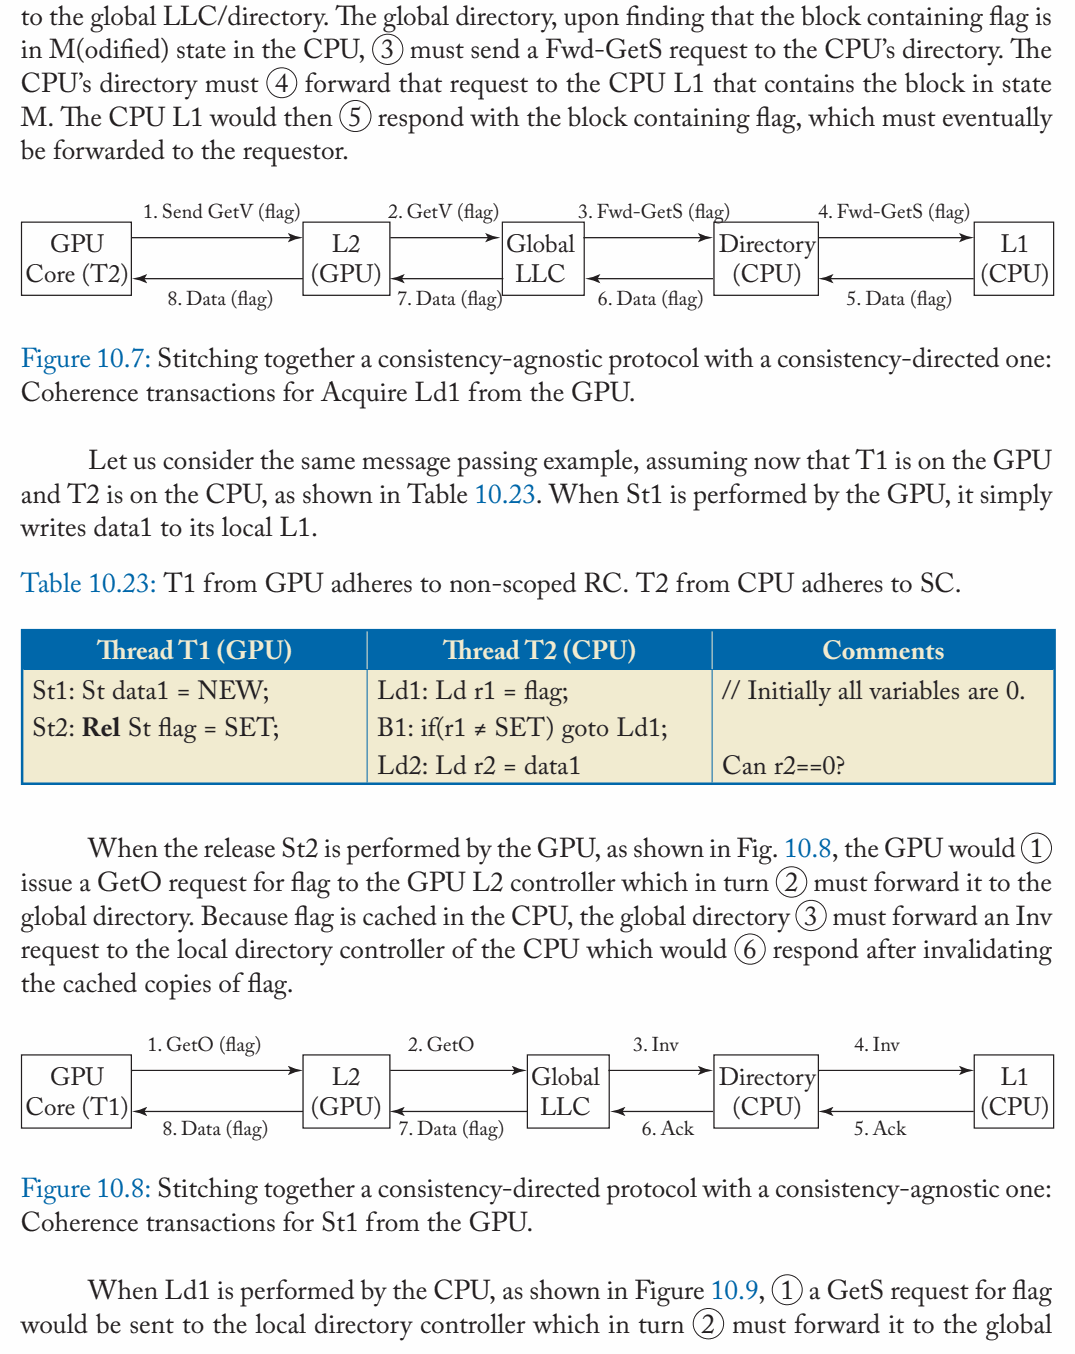 to the global LLC/directory. The global directory, upon finding that the block containing flag is
in M(odified) state in the CPU, ③ must send a Fwd-GetS request to the CPU's directory. The
CPU's directory must ④ forward that request to the CPU L1 that contains the block in state
M. The CPU L1 would then ⑤ respond with the block containing flag, which must eventually
be forwarded to the requestor.
1. Send GetV (flag) 2. GetV (flag) 3. Fwd-GetS (flag) 4. Fwd-GetS (flag)
GPU L2 Global Directory L1
Core (T2) (GPU) LLC (CPU) (CPU)
8. Data (flag) 7. Data (flag) 6. Data (flag) 5. Data (flag)
Figure 10.7: Stitching together a consistency-agnostic protocol with a consistency-directed one:
Coherence transactions for Acquire Ld1 from the GPU.
Let us consider the same message passing example, assuming now that T1 is on the GPU
and T2 is on the CPU, as shown in Table 10.23. When St1 is performed by the GPU, it simply
writes data1 to its local L1.
Table 10.23: T1 from GPU adheres to non-scoped RC. T2 from CPU adheres to SC.
Thread T1 (GPU) Thread T2 (CPU) Comments
St1: St data1 = NEW; Ld1: Ld r1 = flag; // Initially all variables are 0.
St2: Rel St flag = SET; B1: if(r1 ≠ SET) goto Ld1;
Ld2: Ld r2 = data1 Can r2==0?
When the release St2 is performed by the GPU, as shown in Fig. 10.8, the GPU would ①
issue a GetO request for flag to the GPU L2 controller which in turn ② must forward it to the
global directory. Because flag is cached in the CPU, the global directory ③ must forward an Inv
request to the local directory controller of the CPU which would ⑥ respond after invalidating
the cached copies of flag.
1. GetO (flag) 2. GetO 3. Inv 4. Inv
GPU L2 Global Directory L1
Core (T1) (GPU) LLC (CPU) (CPU)
8. Data (flag) 7. Data (flag) 6. Ack 5. Ack
Figure 10.8: Stitching together a consistency-directed protocol with a consistency-agnostic one:
Coherence transactions for St1 from the GPU.
When Ld1 is performed by the CPU, as shown in Figure 10.9, ① a GetS request for flag
would be sent to the local directory controller which in turn ② must forward it to the global